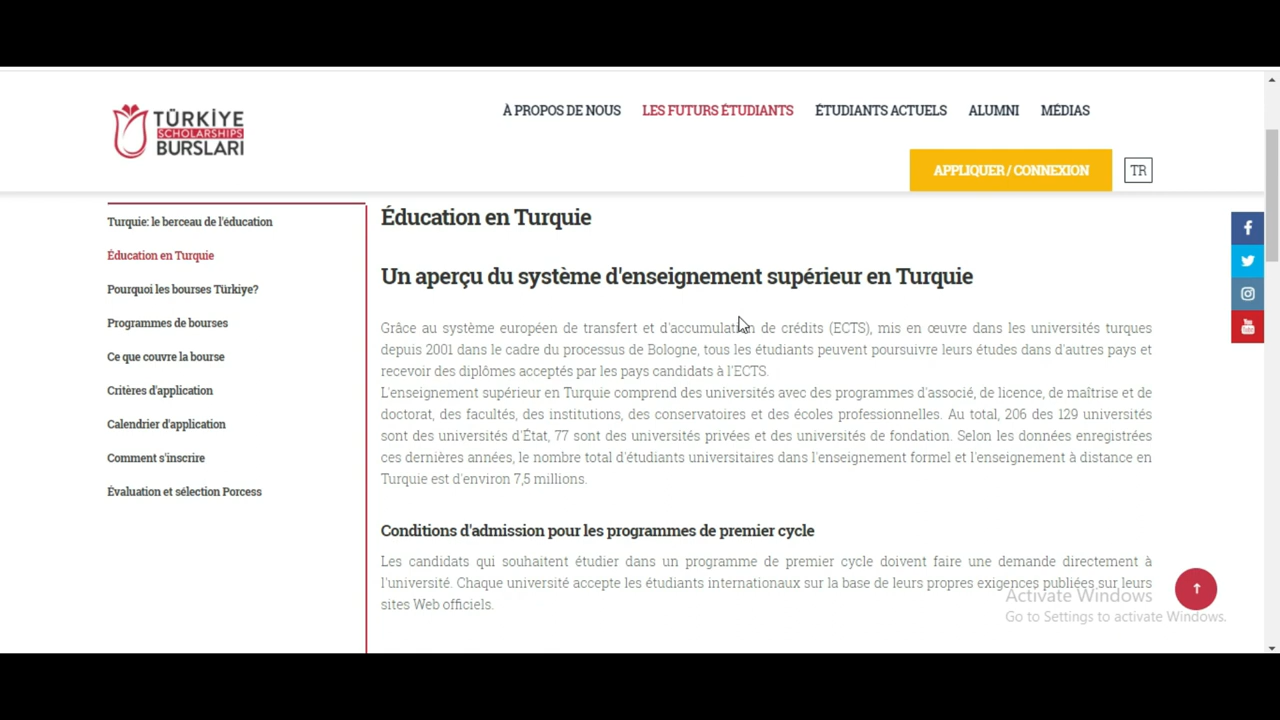 TÜRKİYE
SCHOLARSHIPS
BURSLARI
À PROPOS DE NOUS
LES FUTURS ÉTUDIANTS
ÉTUDIANTS ACTUELS
ALUMNI
MÉDIAS
APPLIQUER / CONNEXION
TR
Turquie: le berceau de l'éducation
Éducation en Turquie
Pourquoi les bourses Türkiye?
Programmes de bourses
Ce que couvre la bourse
Critères d'application
Calendrier d'application
Comment s'inscrire
Évaluation et sélection Porcess
Éducation en Turquie
Un aperçu du système d'enseignement supérieur en Turquie
Grâce au système européen de transfert et d'accumulation de crédits (ECTS), mis en œuvre dans les universités turques
depuis 2001 dans le cadre du processus de Bologne, tous les étudiants peuvent poursuivre leurs études dans d'autres pays et
recevoir des diplômes acceptés par les pays candidats à l'ECTS.
L'enseignement supérieur en Turquie comprend des universités avec des programmes d'associé, de licence, de maîtrise et de
doctorat, des facultés, des institutions, des conservatoires et des écoles professionnelles. Au total, 206 des 129 universités
sont des universités d'État, 77 sont des universités privées et des universités de fondation. Selon les données enregistrées
ces dernières années, le nombre total d'étudiants universitaires dans l'enseignement formel et l'enseignement à distance en
Turquie est d'environ 7,5 millions.
Conditions d'admission pour les programmes de premier cycle
Les candidats qui souhaitent étudier dans un programme de premier cycle doivent faire une demande directement à
l'université. Chaque université accepte les étudiants internationaux sur la base de leurs propres exigences publiées sur leurs
sites Web officiels.
Activate Windows
Go to Settings to activate Windows.